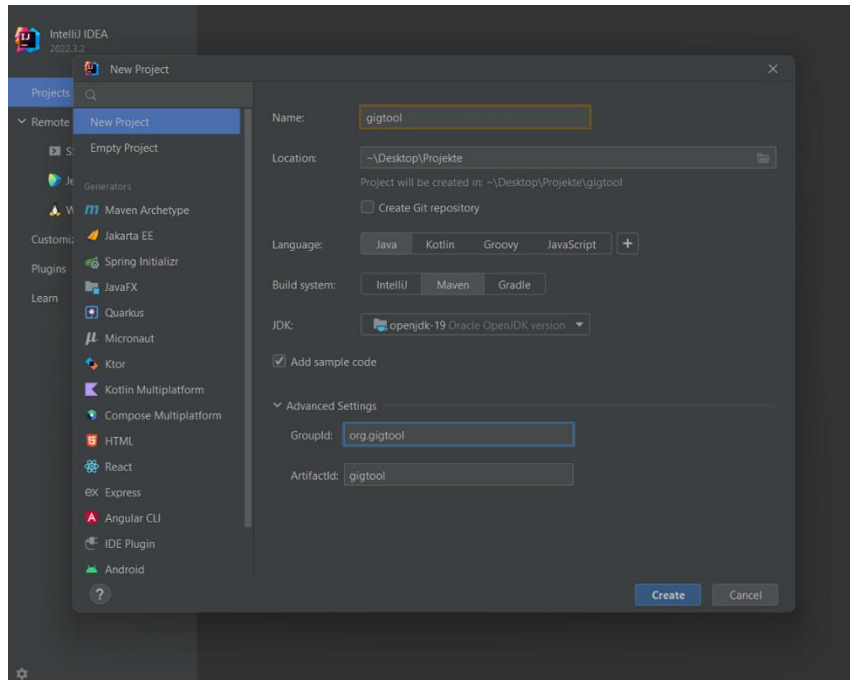 IntelliJ IDEA
2022.3.2
New Project
Projects
Remote
Customiz
Plugins
Learn
New Project
Empty Project
Generators
Maven Archetype
Jakarta EE
Spring Initializr
JavaFX
Quarkus
Micronaut
Ktor
Kotlin Multiplatform
Compose Multiplatform
HTML
React
ex Express
Angular CLI
IDE Plugin
Android
Name: gigtool
Location: ~\Desktop\Projekte
Project will be created in: ~\Desktop\Projekte\gigtool
Create Git repository
Language: Java Kotlin Groovy JavaScript +
Build system: IntelliJ Maven Gradle
JDK: openjdk-19 Oracle OpenJDK version
Add sample code
Advanced Settings
GroupId: org.gigtool
ArtifactId: gigtool
? Create Cancel